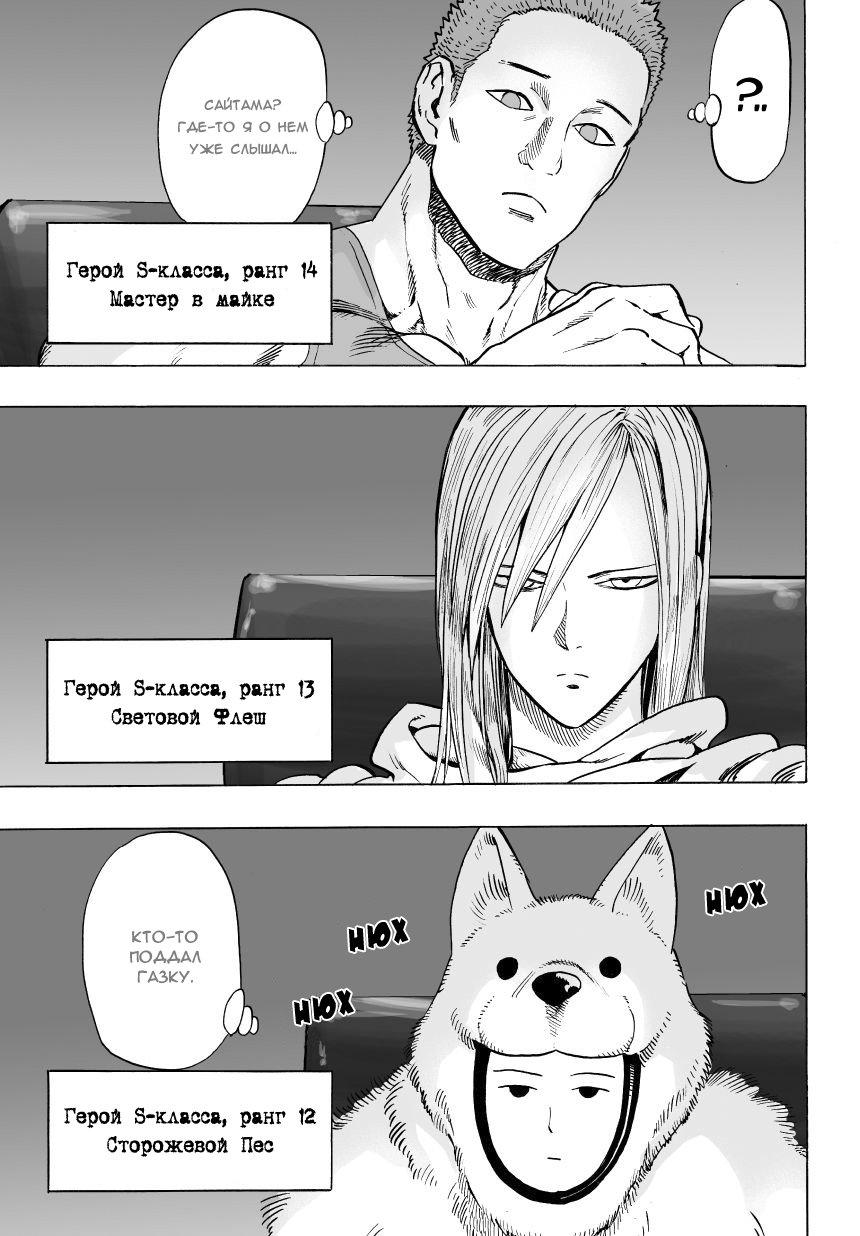 ?..
САЙТАМА?
ГДЕ-ТО Я О НЕМ
УЖЕ СЛЫШАЛ...
Герой S-класса, ранг 14
Мастер в майке
Герой S-класса, ранг 13
Световой Флеш
НЮХ
НЮХ
НЮХ
КТО-ТО
ПОДДАЛ
ГАЗКУ.
Герой S-класса, ранг 12
Сторожевой Пес